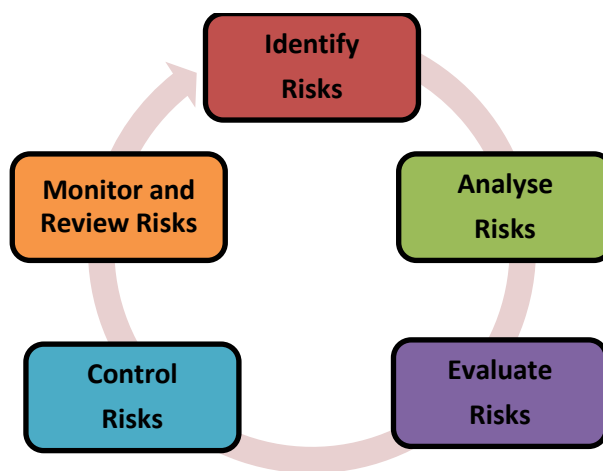 Identify
Risks
Analyse
Risks
Evaluate
Risks
Control
Risks
Monitor and
Review Risks